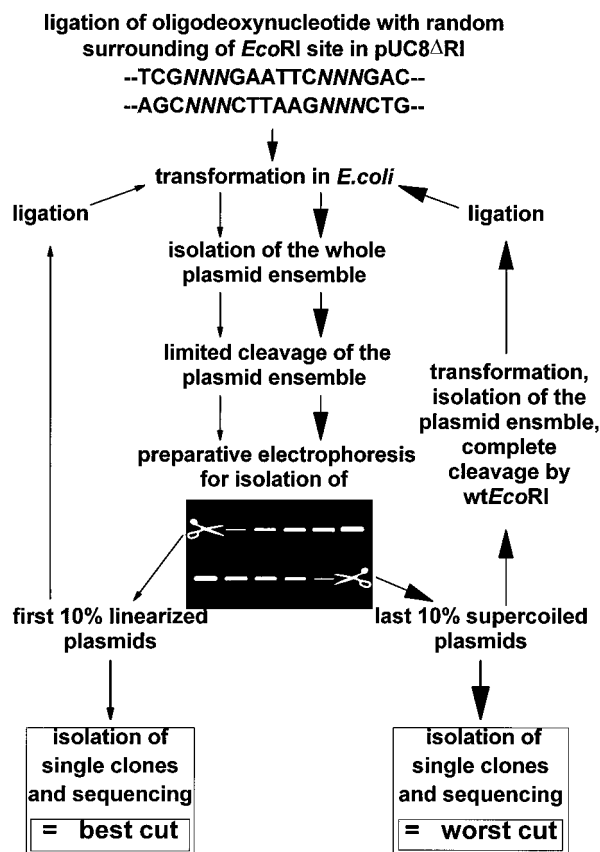 ligation of oligodeoxynucleotide with random
surrounding of EcoRI site in pUC8ΔRI
--TCGNNNGAATTCNNNGAC--
--AGCNNNCTTAAGNNNCTG--
transformation in E.coli
ligation
ligation
isolation of the whole
plasmid ensemble
limited cleavage of the
plasmid ensemble
transformation,
isolation of the
plasmid ensmble,
complete
cleavage by
wtEcoRI
preparative electrophoresis
for isolation of
first 10% linearized
plasmids
last 10% supercoiled
plasmids
isolation of
single clones
and sequencing
= best cut
isolation of
single clones
and sequencing
= worst cut